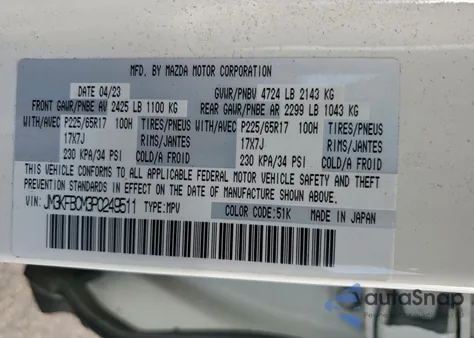 MFD. BY MAZDA MOTOR CORPORATION
DATE 04/23 GVWR/PNBV 4724 LB 2143 KG
FRONT GAWR/PNBE AV 2425 LB 1100 KG REAR GAWR/PNBE AR 2299 LB 1043 KG
WITH/AVEC P225/65R17 100H TIRES/PNEUS WITH/AVEC P225/65R17 100H TIRES/PNEUS
17X7J RIMS/JANTES 17X7J RIMS/JANTES
230 KPA/34 PSI COLD/A FROID 230 KPA/34 PSI COLD/A FROID
THIS VEHICLE CONFORMS TO ALL APPLICABLE FEDERAL MOTOR VEHICLE SAFETY AND THEFT PREVENTION
STANDARDS IN EFFECT ON THE DATE OF MANUFACTURE SHOWN ABOVE.
VIN: JM3KFBCM3P0249511 TYPE: MPV COLOR CODE: 51K MADE IN JAPAN
autoSnap